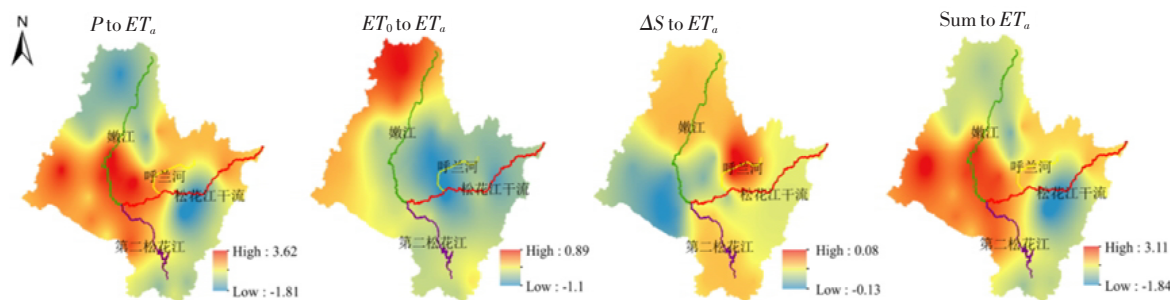 N
P to ETₐ
嫩江
呼兰河
松花江干流
第二松花江
High : 3.62
Low : -1.81
ET₀ to ETₐ
嫩江
呼兰河
松花江干流
第二松花江
High : 0.89
Low : -1.1
ΔS to ETₐ
嫩江
呼兰河
松花江干流
第二松花江
High : 0.08
Low : -0.13
Sum to ETₐ
嫩江
呼兰河
松花江干流
第二松花江
High : 3.11
Low : -1.84